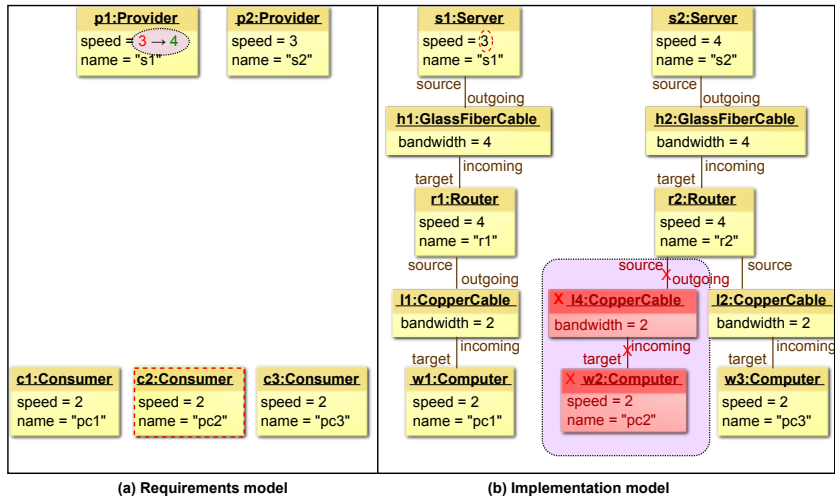 p1:Provider
speed = 3 → 4
name = "s1"
p2:Provider
speed = 3
name = "s2"
c1:Consumer
speed = 2
name = "pc1"
c2:Consumer
speed = 2
name = "pc2"
c3:Consumer
speed = 2
name = "pc3"
(a) Requirements model
s1:Server
speed = 3
name = "s1"
source
outgoing
h1:GlassFiberCable
bandwidth = 4
incoming
target
r1:Router
speed = 4
name = "r1"
source
outgoing
l1:CopperCable
bandwidth = 2
incoming
target
w1:Computer
speed = 2
name = "pc1"
s2:Server
speed = 4
name = "s2"
source
outgoing
h2:GlassFiberCable
bandwidth = 4
incoming
target
r2:Router
speed = 4
name = "r2"
source
X
outgoing
X l4:CopperCable
bandwidth = 2
incoming
X
target
X w2:Computer
speed = 2
name = "pc2"
source
l2:CopperCable
bandwidth = 2
incoming
target
w3:Computer
speed = 2
name = "pc3"
(b) Implementation model